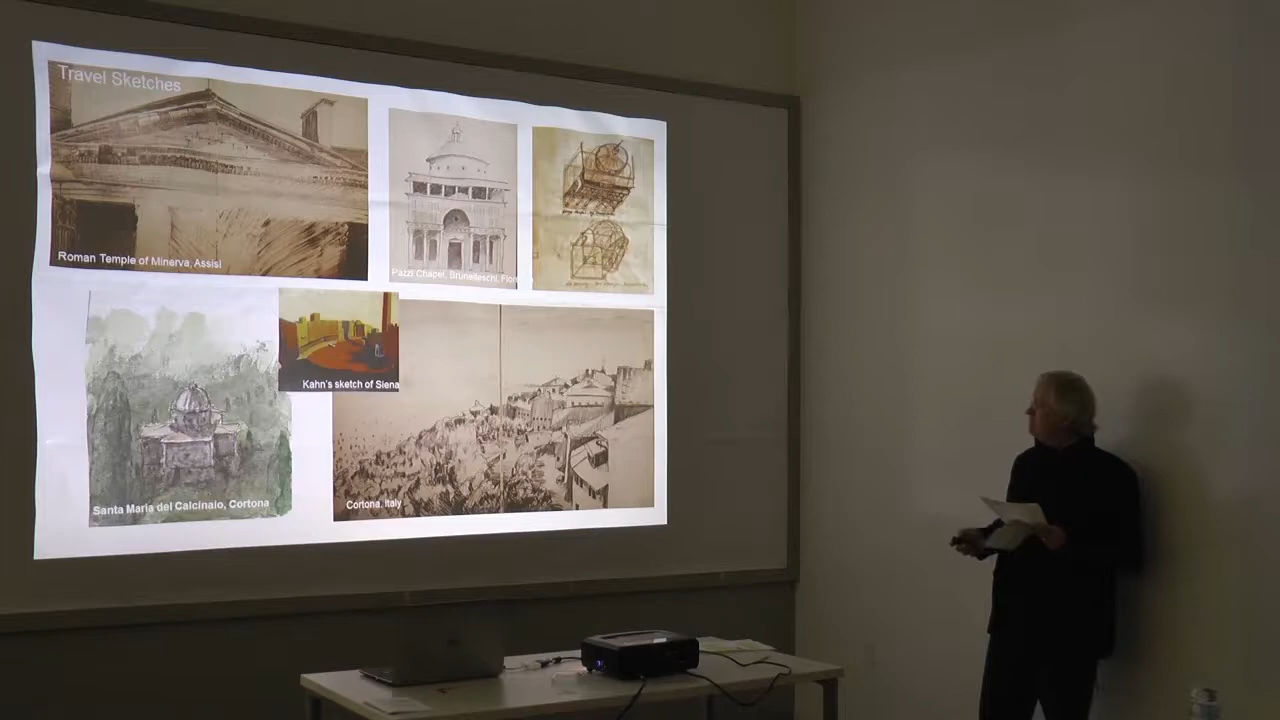 Travel Sketches
Roman Temple of Minerva, Assisi
Pazzi Chapel, Brunelleschi, Flor
Kahn's sketch of Siena
Santa Maria del Calcinaio, Cortona
Cortona, Italy